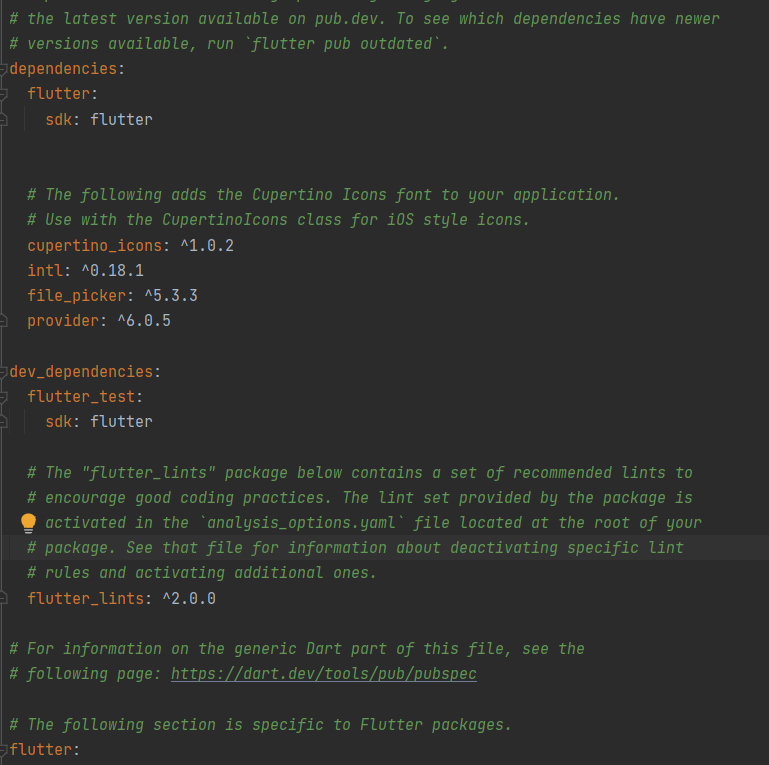 # the latest version available on pub.dev. To see which dependencies have newer
# versions available, run `flutter pub outdated`.
dependencies:
  flutter:
    sdk: flutter
  # The following adds the Cupertino Icons font to your application.
  # Use with the CupertinoIcons class for iOS style icons.
  cupertino_icons: ^1.0.2
  intl: ^0.18.1
  file_picker: ^5.3.3
  provider: ^6.0.5
dev_dependencies:
  flutter_test:
    sdk: flutter
  # The "flutter_lints" package below contains a set of recommended lints to
  # encourage good coding practices. The lint set provided by the package is
  activated in the `analysis_options.yaml` file located at the root of your
  # package. See that file for information about deactivating specific lint
  # rules and activating additional ones.
  flutter_lints: ^2.0.0
# For information on the generic Dart part of this file, see the
# following page: https://dart.dev/tools/pub/pubspec
# The following section is specific to Flutter packages.
flutter: